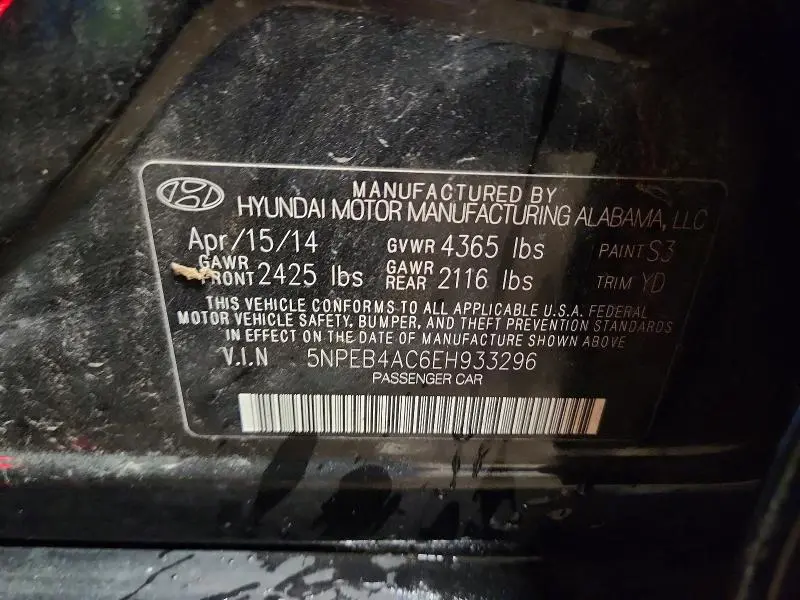 MANUFACTURED BY
HYUNDAI MOTOR MANUFACTURING ALABAMA, LLC
Apr/15/14 GVWR 4365 lbs PAINT S3
GAWR FRONT 2425 lbs GAWR REAR 2116 lbs TRIM YD
THIS VEHICLE CONFORMS TO ALL APPLICABLE U.S.A. FEDERAL
MOTOR VEHICLE SAFETY, BUMPER, AND THEFT PREVENTION STANDARDS
IN EFFECT ON THE DATE OF MANUFACTURE SHOWN ABOVE
V.I.N 5NPEB4AC6EH933296
PASSENGER CAR